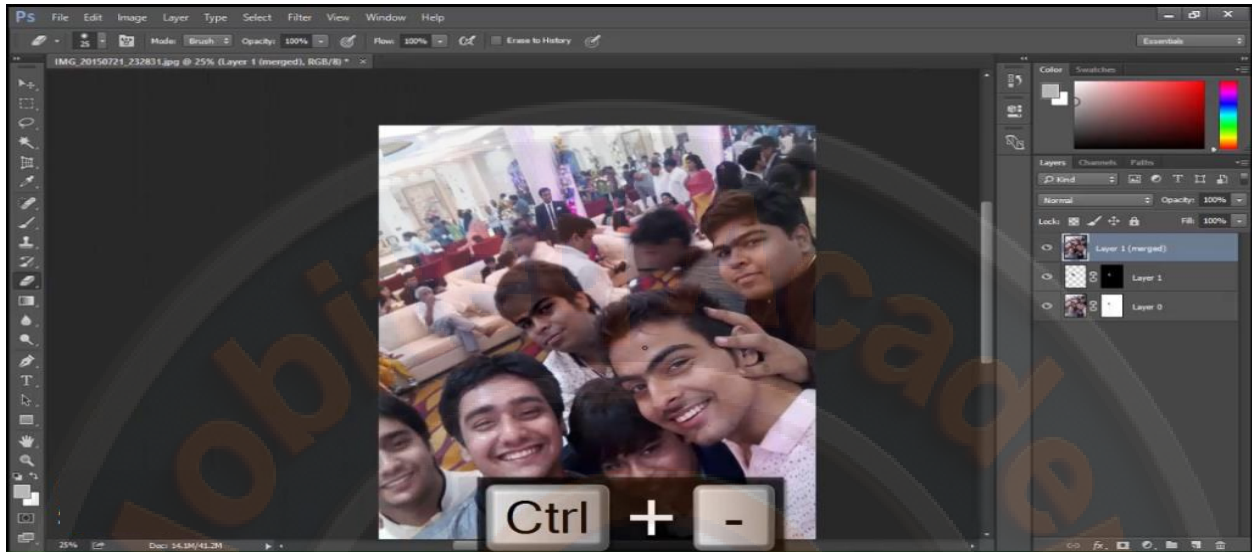 Ps File Edit Image Layer Type Select Filter View Window Help
25 Mode: Brush Opacity: 100% Flow: 100% Erase to History Essentials
IMG_20150721_232831.jpg @ 25% (Layer 1 (merged), RGB/8) * ×
Color Swatches
Layers Channels Paths
Kind
Normal Opacity: 100%
Lock: Fill: 100%
Layer 1 (merged)
Layer 1
Layer 0
Ctrl + -
25% Doc: 14.1M/41.2M